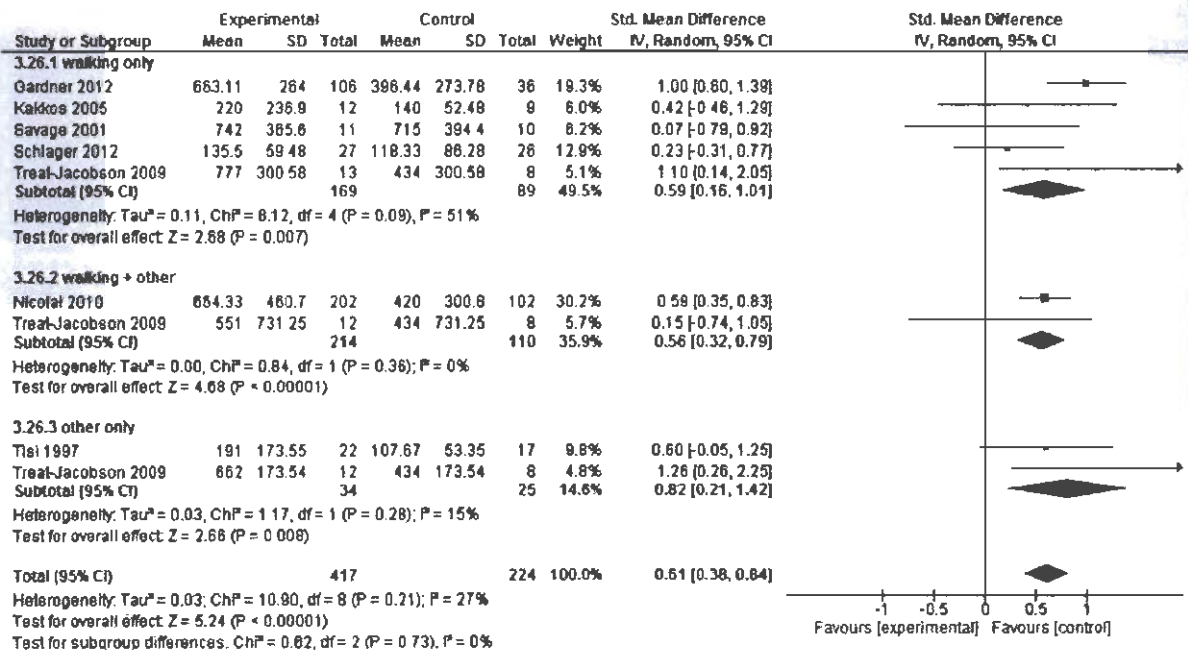 Experimental Control Std. Mean Difference Std. Mean Difference
Study or Subgroup Mean SD Total Mean SD Total Weight IV, Random, 95% CI IV, Random, 95% CI
3.26.1 walking only
Gardner 2012 663.11 264 106 396.44 273.78 36 19.3% 1.00 [0.60, 1.39]
Kakkos 2005 220 236.9 12 140 52.48 9 6.0% 0.42 [-0.46, 1.29]
Savage 2001 742 365.6 11 715 394.4 10 6.2% 0.07 [-0.79, 0.92]
Schlager 2012 135.5 59.48 27 118.33 86.28 26 12.9% 0.23 [-0.31, 0.77]
Treat-Jacobson 2009 777 300.58 13 434 300.58 8 5.1% 1.10 [0.14, 2.05]
Subtotal (95% CI) 169 89 49.5% 0.59 [0.16, 1.01]
Heterogeneity: Tau² = 0.11, Chi² = 8.12, df = 4 (P = 0.09), I² = 51%
Test for overall effect: Z = 2.68 (P = 0.007)
3.26.2 walking + other
Nicolai 2010 664.33 460.7 202 420 300.8 102 30.2% 0.59 [0.35, 0.83]
Treat-Jacobson 2009 551 731.25 12 434 731.25 8 5.7% 0.15 [-0.74, 1.05]
Subtotal (95% CI) 214 110 35.9% 0.56 [0.32, 0.79]
Heterogeneity: Tau² = 0.00, Chi² = 0.84, df = 1 (P = 0.36); I² = 0%
Test for overall effect: Z = 4.68 (P < 0.00001)
3.26.3 other only
Tisi 1997 191 173.55 22 107.67 53.35 17 9.8% 0.60 [-0.05, 1.25]
Treat-Jacobson 2009 662 173.54 12 434 173.54 8 4.8% 1.26 [0.26, 2.25]
Subtotal (95% CI) 34 25 14.6% 0.82 [0.21, 1.42]
Heterogeneity: Tau² = 0.03, Chi² = 1.17, df = 1 (P = 0.28); I² = 15%
Test for overall effect: Z = 2.66 (P = 0.008)
Total (95% CI) 417 224 100.0% 0.61 [0.38, 0.84]
Heterogeneity: Tau² = 0.03; Chi² = 10.90, df = 8 (P = 0.21); I² = 27%
Test for overall effect: Z = 5.24 (P < 0.00001)
Test for subgroup differences. Chi² = 0.62, df = 2 (P = 0.73), I² = 0%
-1 -0.5 0 0.5 1
Favours [experimental] Favours [control]